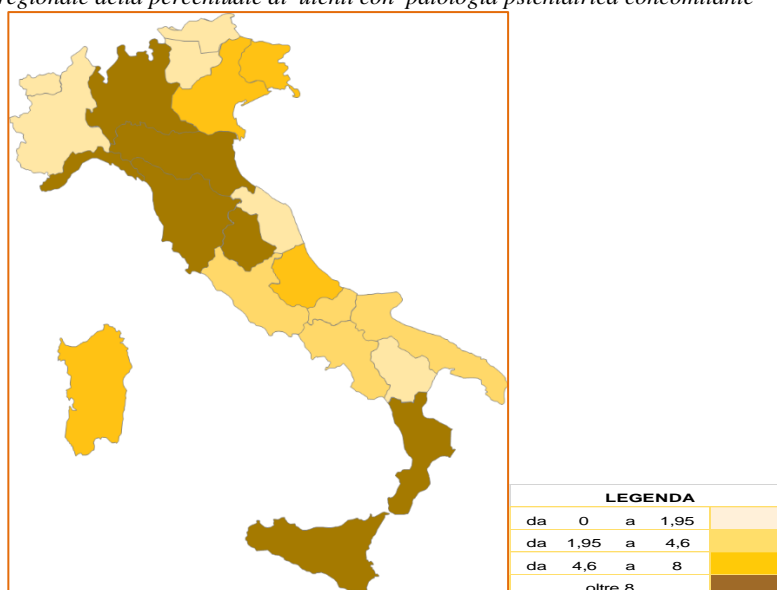 regionale della percentuale di utenti con patologia psichiatrica concomitante
LEGENDA
da 0 a 1,95
da 1,95 a 4,6
da 4,6 a 8
oltre 8